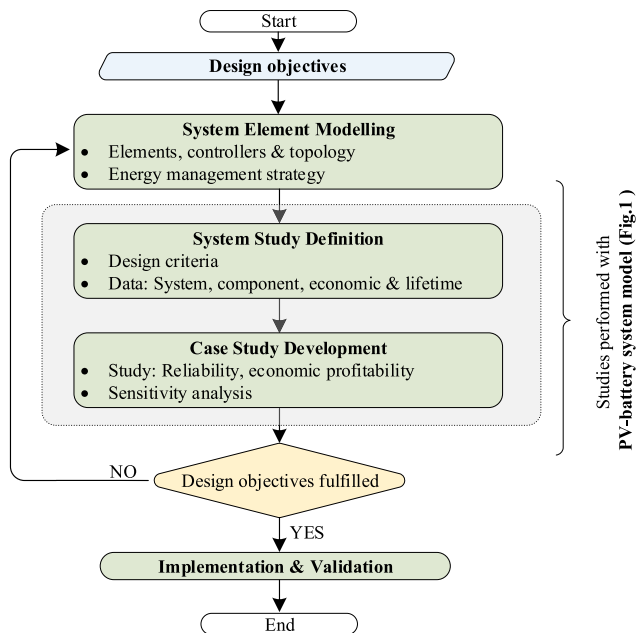 Start
Design objectives
System Element Modelling
• Elements, controllers & topology
• Energy management strategy
System Study Definition
• Design criteria
• Data: System, component, economic & lifetime
Case Study Development
• Study: Reliability, economic profitability
• Sensitivity analysis
Design objectives fulfilled
NO
YES
Implementation & Validation
End
Studies performed with
PV-battery system model (Fig.1 )